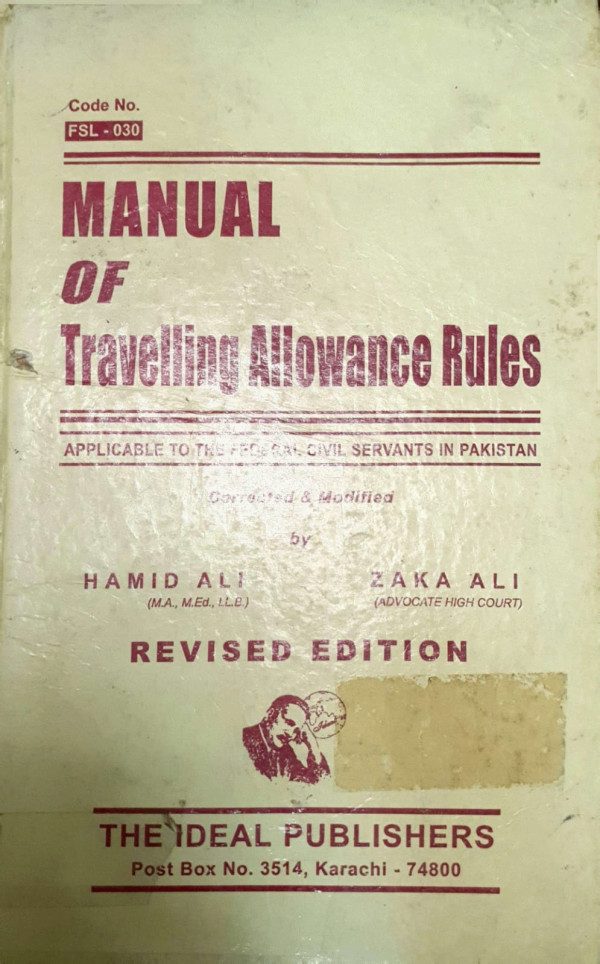 Code No.
FSL - 030
MANUAL
OF
Travelling Allowance Rules
APPLICABLE TO THE FEDERAL CIVIL SERVANTS IN PAKISTAN
Corrected & Modified
by
HAMID ALI ZAKA ALI
(M.A., M.Ed., LL.B.) (ADVOCATE HIGH COURT)
REVISED EDITION
THE IDEAL PUBLISHERS
Post Box No. 3514, Karachi - 74800